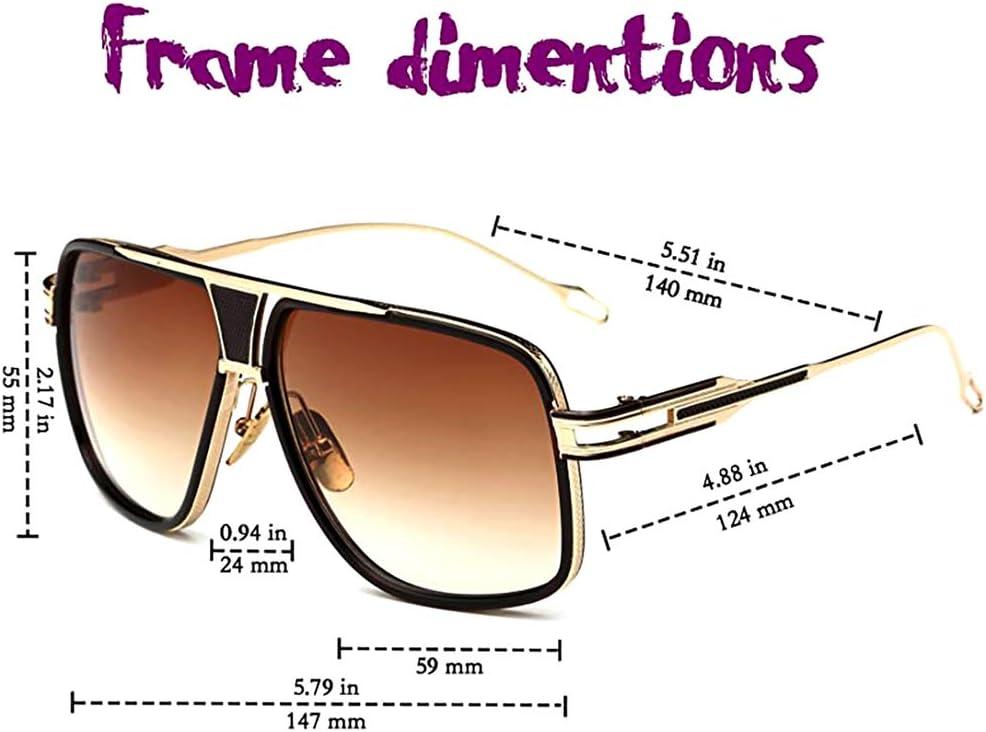 Frame dimentions
5.51 in
140 mm
2.17 in
55 mm
4.88 in
124 mm
0.94 in
24 mm
59 mm
5.79 in
147 mm